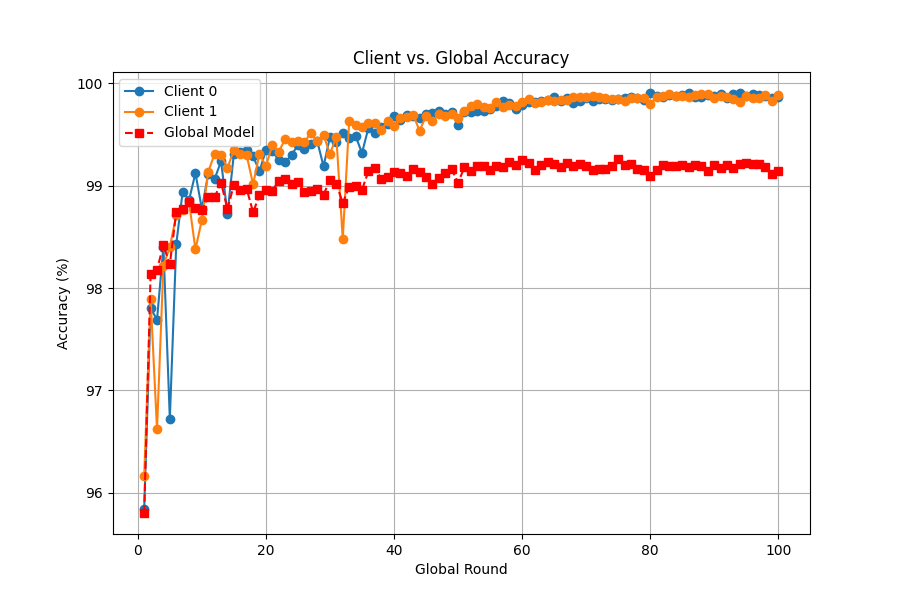 Client vs. Global Accuracy
Client 0
Client 1
Global Model
Accuracy (%)
100
99
98
97
96
0 20 40 60 80 100
Global Round